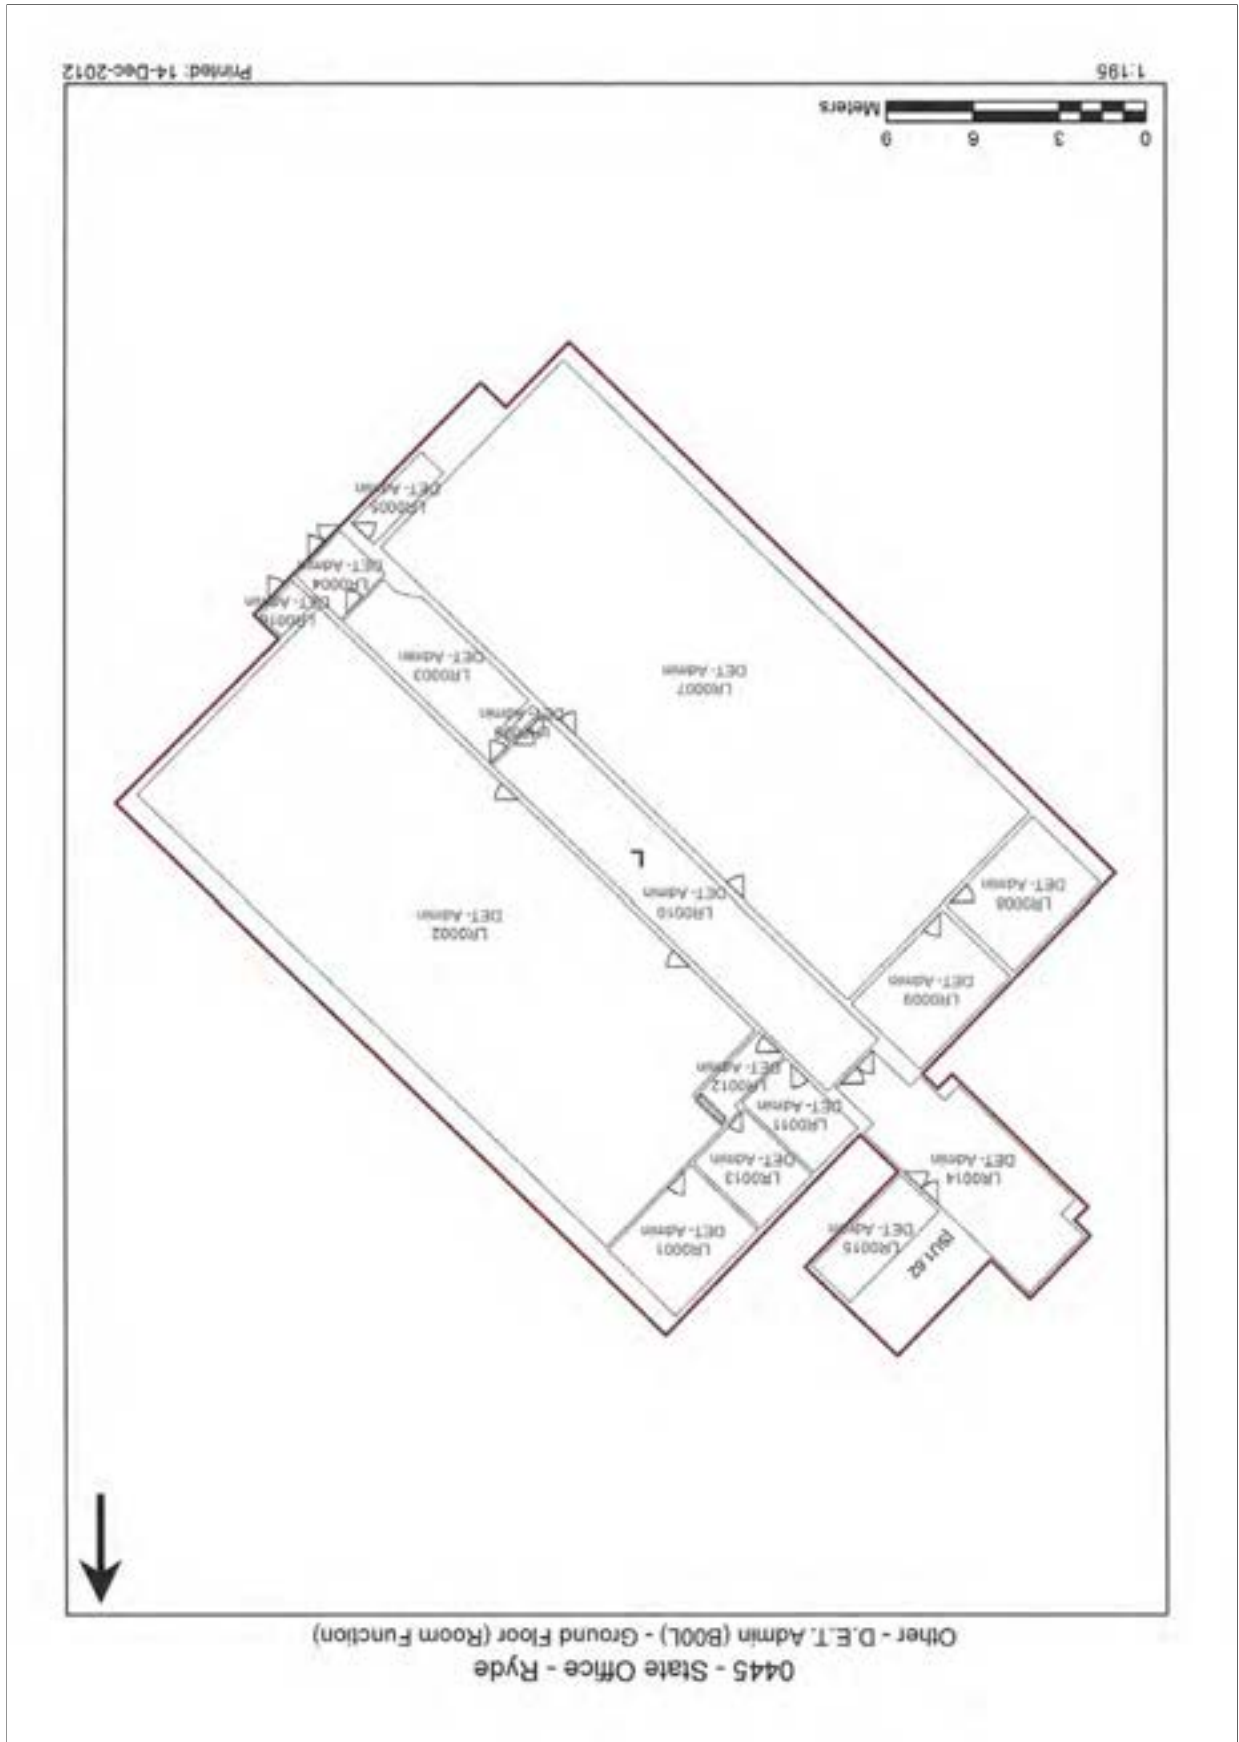 0445 - State Office - Ryde
Other - D.E.T. Admin (B00L) - Ground Floor (Room Function)
LR0015
DET- Admin
LR0001
DET- Admin
LR0014
DET- Admin
LR0013
DET- Admin
LR0011
DET- Admin
LR0012
DET- Admin
LR0009
DET- Admin
LR0002
DET- Admin
LR0010
DET- Admin
LR0008
DET- Admin
L
DET- Admin
LR0007
DET- Admin
LR0003
DET- Admin
LR0016
DET- Admin
LR0004
DET- Admin
LR0005
DET- Admin
0 3 6 9
Meters
1:195
Printed: 14-Dec-2012